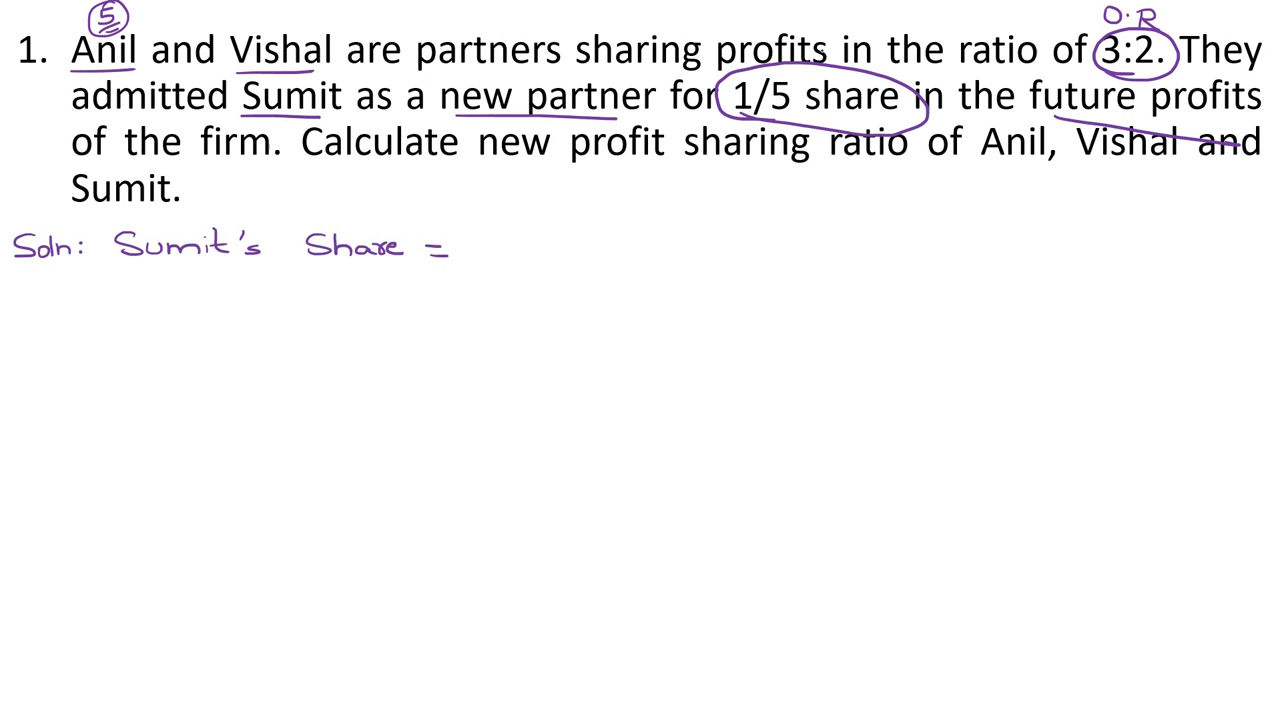 5
O.R
1. Anil and Vishal are partners sharing profits in the ratio of 3:2. They
admitted Sumit as a new partner for 1/5 share in the future profits
of the firm. Calculate new profit sharing ratio of Anil, Vishal and
Sumit.
Soln: Sumit's Share =